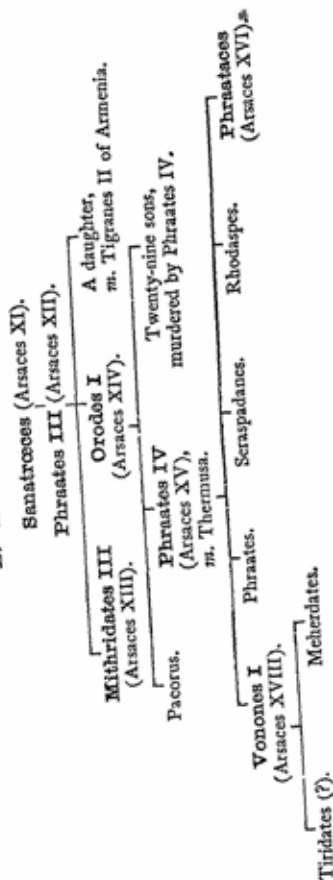 Sanatrœces (Arsaces XI).
Phraates III (Arsaces XII).
Mithridates III
(Arsaces XIII).
Orodes I
(Arsaces XIV).
A daughter,
m. Tigranes II of Armenia.
Pacorus.
Phraates IV
(Arsaces XV),
m. Thermusa.
Twenty-nine sons,
murdered by Phraates IV.
Vonones I
(Arsaces XVIII).
Phraates.
Seraspadanes.
Rhodaspes.
Phraataces
(Arsaces XVI).
Tiridates (?).
Meherdates.